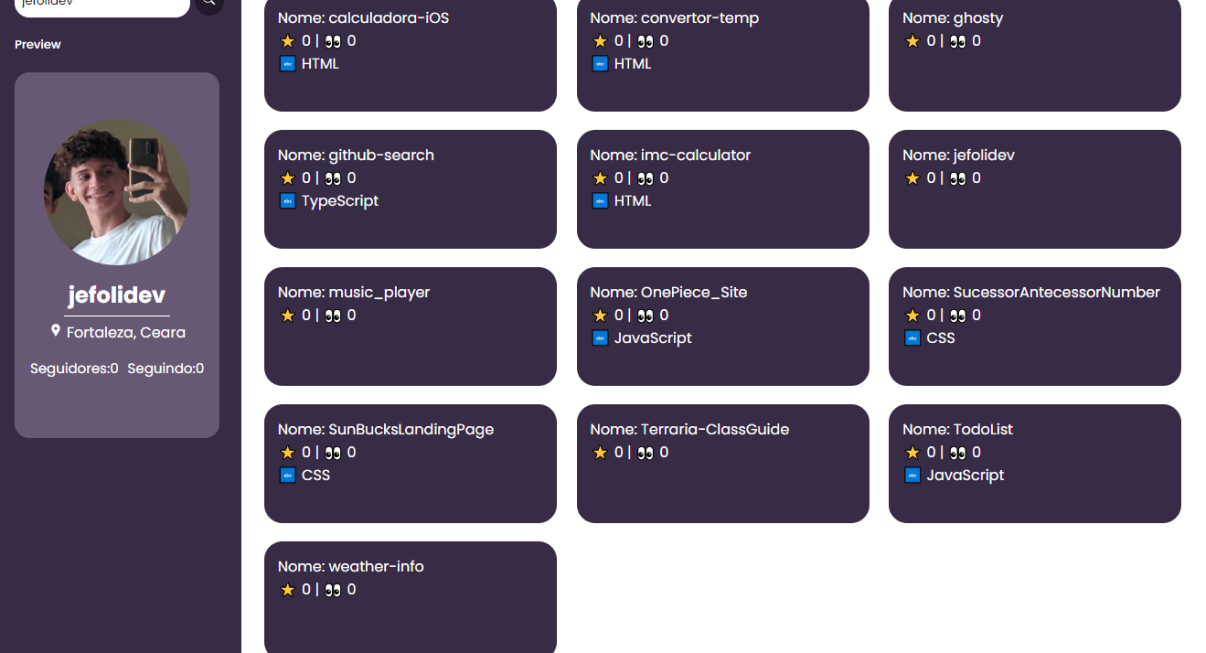 jefolidev
Preview
jefolidev
Fortaleza, Ceara
Seguidores:0 Seguindo:0
Nome: calculadora-iOS
0 | 0
HTML
Nome: convertor-temp
0 | 0
HTML
Nome: ghosty
0 | 0
Nome: github-search
0 | 0
TypeScript
Nome: imc-calculator
0 | 0
HTML
Nome: jefolidev
0 | 0
Nome: music_player
0 | 0
Nome: OnePiece_Site
0 | 0
JavaScript
Nome: SucessorAntecessorNumber
0 | 0
CSS
Nome: SunBucksLandingPage
0 | 0
CSS
Nome: Terraria-ClassGuide
0 | 0
Nome: TodoList
0 | 0
JavaScript
Nome: weather-info
0 | 0